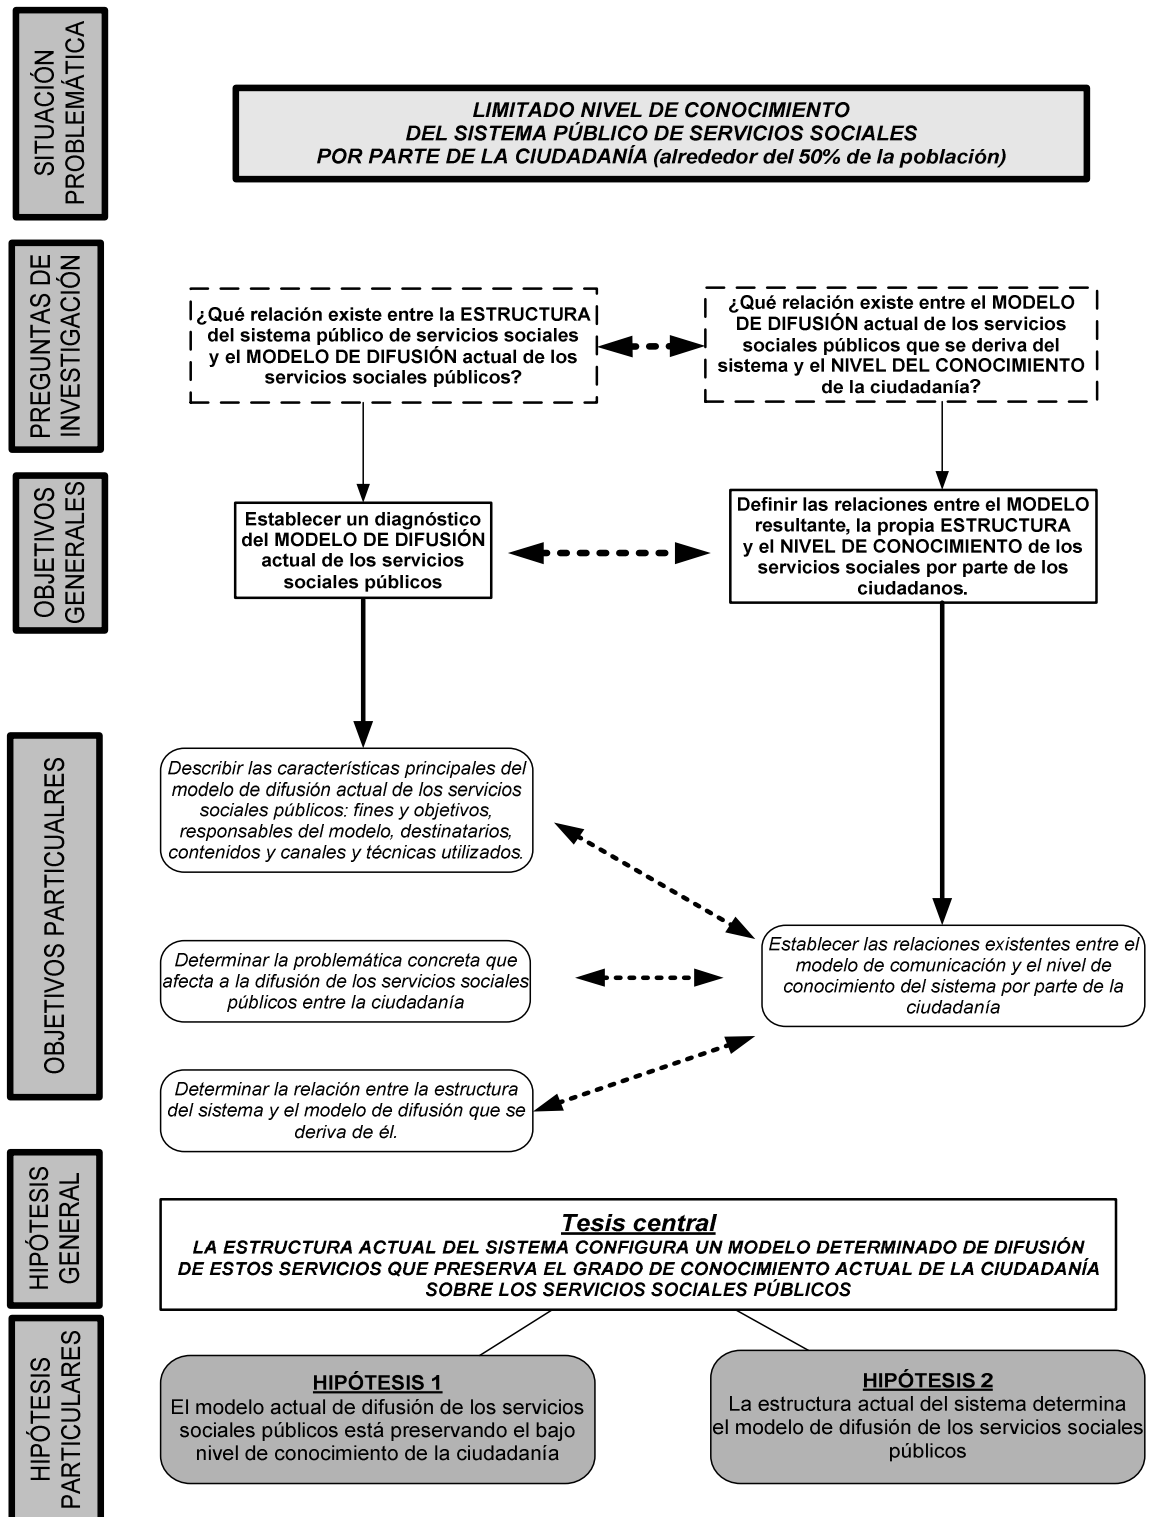 SITUACIÓN
PROBLEMÁTICA
LIMITADO NIVEL DE CONOCIMIENTO
DEL SISTEMA PÚBLICO DE SERVICIOS SOCIALES
POR PARTE DE LA CIUDADANÍA (alrededor del 50% de la población)
PREGUNTAS DE
INVESTIGACIÓN
¿Qué relación existe entre la ESTRUCTURA
del sistema público de servicios sociales
y el MODELO DE DIFUSIÓN actual de los
servicios sociales públicos?
¿Qué relación existe entre el MODELO
DE DIFUSIÓN actual de los servicios
sociales públicos que se deriva del
sistema y el NIVEL DEL CONOCIMIENTO
de la ciudadanía?
OBJETIVOS
GENERALES
Establecer un diagnóstico
del MODELO DE DIFUSIÓN
actual de los servicios
sociales públicos
Definir las relaciones entre el MODELO
resultante, la propia ESTRUCTURA
y el NIVEL DE CONOCIMIENTO de los
servicios sociales por parte de los
ciudadanos.
OBJETIVOS PARTICUALRES
Describir las característícas principales del
modelo de difusión actual de los servicios
sociales públicos: fines y objetivos,
responsables del modelo, destinatarios,
contenidos y canales y técnicas utilizados.
Determinar la problemática concreta que
afecta a la difusión de los servicios sociales
públicos entre la ciudadanía
Determinar la relación entre la estructura
del sistema y el modelo de difusión que se
deriva de él.
Establecer las relaciones existentes entre el
modelo de comunicación y el nivel de
conocimiento del sistema por parte de la
ciudadanía
HIPÓTESIS
GENERAL
Tesis central
LA ESTRUCTURA ACTUAL DEL SISTEMA CONFIGURA UN MODELO DETERMINADO DE DIFUSIÓN
DE ESTOS SERVICIOS QUE PRESERVA EL GRADO DE CONOCIMIENTO ACTUAL DE LA CIUDADANÍA
SOBRE LOS SERVICIOS SOCIALES PÚBLICOS
HIPÓTESIS
PARTICULARES
HIPÓTESIS 1
El modelo actual de difusión de los servicios
sociales públicos está preservando el bajo
nivel de conocimiento de la ciudadanía
HIPÓTESIS 2
La estructura actual del sistema determina
el modelo de difusión de los servicios sociales
públicos